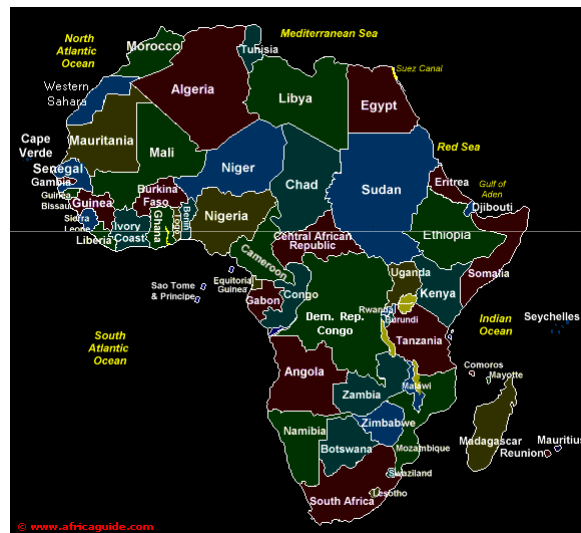 North
Atlantic
Ocean
Mediterranean Sea
Morocco
Tunisia
Suez Canal
Western
Sahara
Algeria
Libya
Egypt
Mauritania
Mali
Cape
Verde
Red Sea
Senegal
Niger
Chad
Sudan
Eritrea
Gulf of
Aden
Gambia
Guinea
Bissau
Guinea
Burkina
Faso
Djibouti
Nigeria
Benin
Togo
Ghana
Sierra
Leone
Ivory
Coast
Liberia
Ethiopia
Central African
Republic
Cameroon
Somalia
Uganda
Kenya
Equitorial
Guinea
Sao Tome
& Principe
Gabon
Congo
Dem. Rep.
Congo
Rwanda
Burundi
Indian
Ocean
Seychelles
South
Atlantic
Ocean
Tanzania
Comoros
Mayotte
Angola
Malawi
Zambia
Namibia
Zimbabwe
Botswana
Mozambique
Madagascar
Mauritius
Reunion
Swaziland
South Africa
Lesotho
© www.africaguide.com